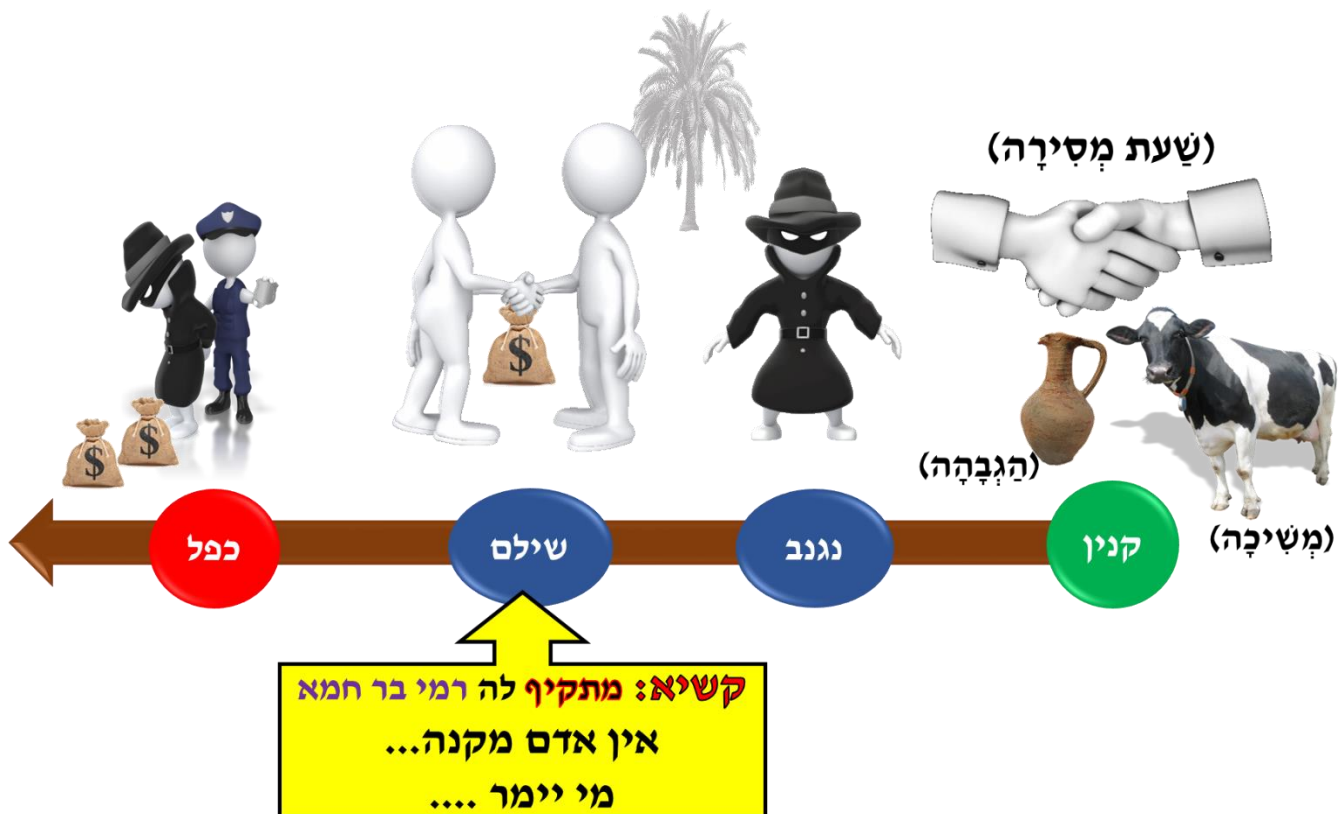 (שַׁעַת מְסִירָה)
(הַגְבָּהָה)
(מְשִׁיכָה)
קנין
נגנב
שילם
כפל
$
$
$
קשיא: מתקיף לה רמי בר חמא
אין אדם מקנה...
מי יימר ....